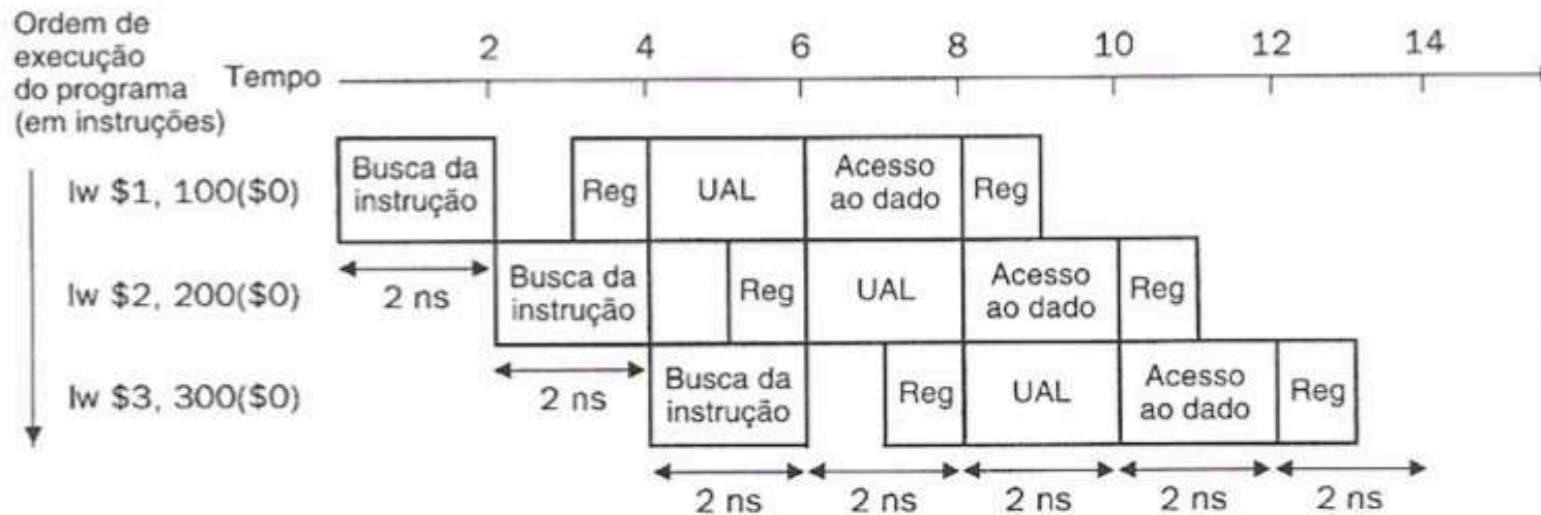 Ordem de
execução
do programa
(em instruções)
Tempo
2 4 6 8 10 12 14
lw $1, 100($0)
Busca da
instrução
Reg
UAL
Acesso
ao dado
Reg
2 ns
lw $2, 200($0)
Busca da
instrução
Reg
UAL
Acesso
ao dado
Reg
2 ns
lw $3, 300($0)
Busca da
instrução
Reg
UAL
Acesso
ao dado
Reg
2 ns 2 ns 2 ns 2 ns 2 ns